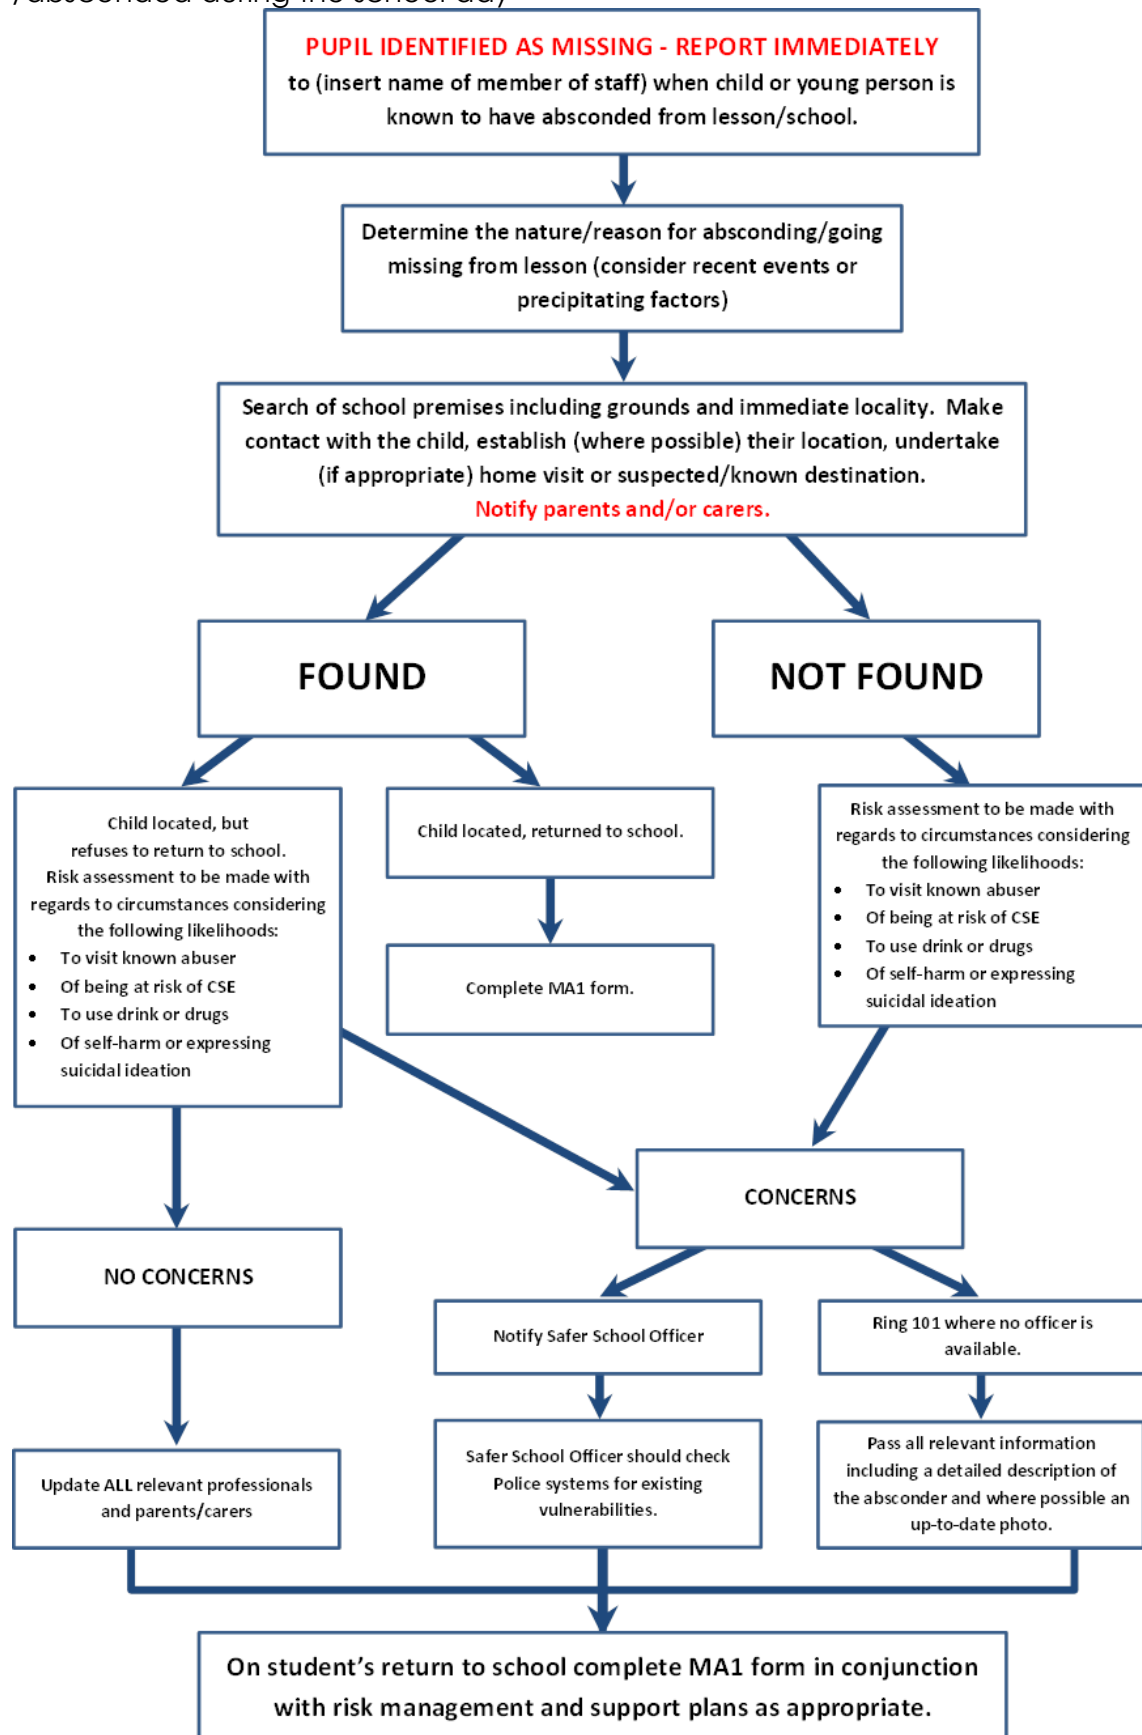 /absconded during the school day
PUPIL IDENTIFIED AS MISSING - REPORT IMMEDIATELY
to (insert name of member of staff) when child or young person is
known to have absconded from lesson/school.
Determine the nature/reason for absconding/going
missing from lesson (consider recent events or
precipitating factors)
Search of school premises including grounds and immediate locality. Make
contact with the child, establish (where possible) their location, undertake
(if appropriate) home visit or suspected/known destination.
Notify parents and/or carers.
FOUND
NOT FOUND
Child located, but
refuses to return to school.
Risk assessment to be made with
regards to circumstances considering
the following likelihoods:
• To visit known abuser
• Of being at risk of CSE
• To use drink or drugs
• Of self-harm or expressing
suicidal ideation
Child located, returned to school.
Complete MA1 form.
Risk assessment to be made with
regards to circumstances considering
the following likelihoods:
• To visit known abuser
• Of being at risk of CSE
• To use drink or drugs
• Of self-harm or expressing
suicidal ideation
CONCERNS
NO CONCERNS
Notify Safer School Officer
Ring 101 where no officer is
available.
Update ALL relevant professionals
and parents/carers
Safer School Officer should check
Police systems for existing
vulnerabilities.
Pass all relevant information
including a detailed description of
the absconder and where possible an
up-to-date photo.
On student’s return to school complete MA1 form in conjunction
with risk management and support plans as appropriate.